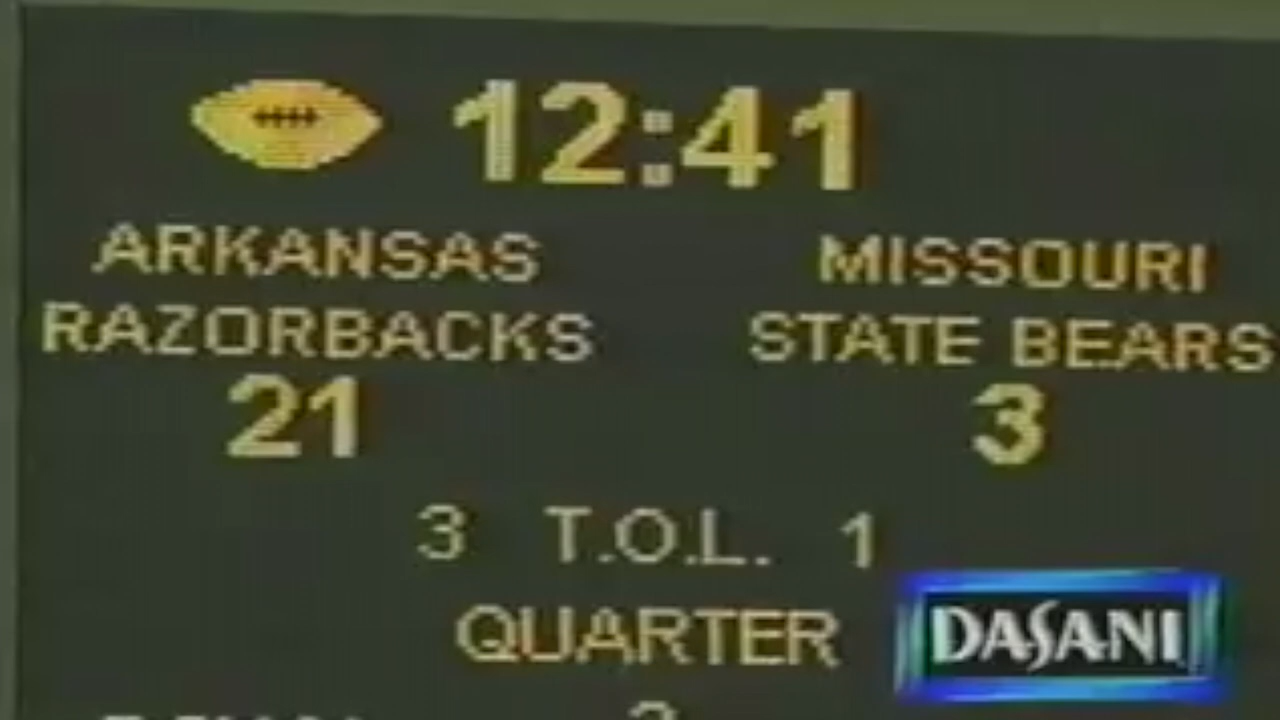 12:41
ARKANSAS
RAZORBACKS
21
MISSOURI
STATE BEARS
3
3 T.O.L. 1
QUARTER
DASANI